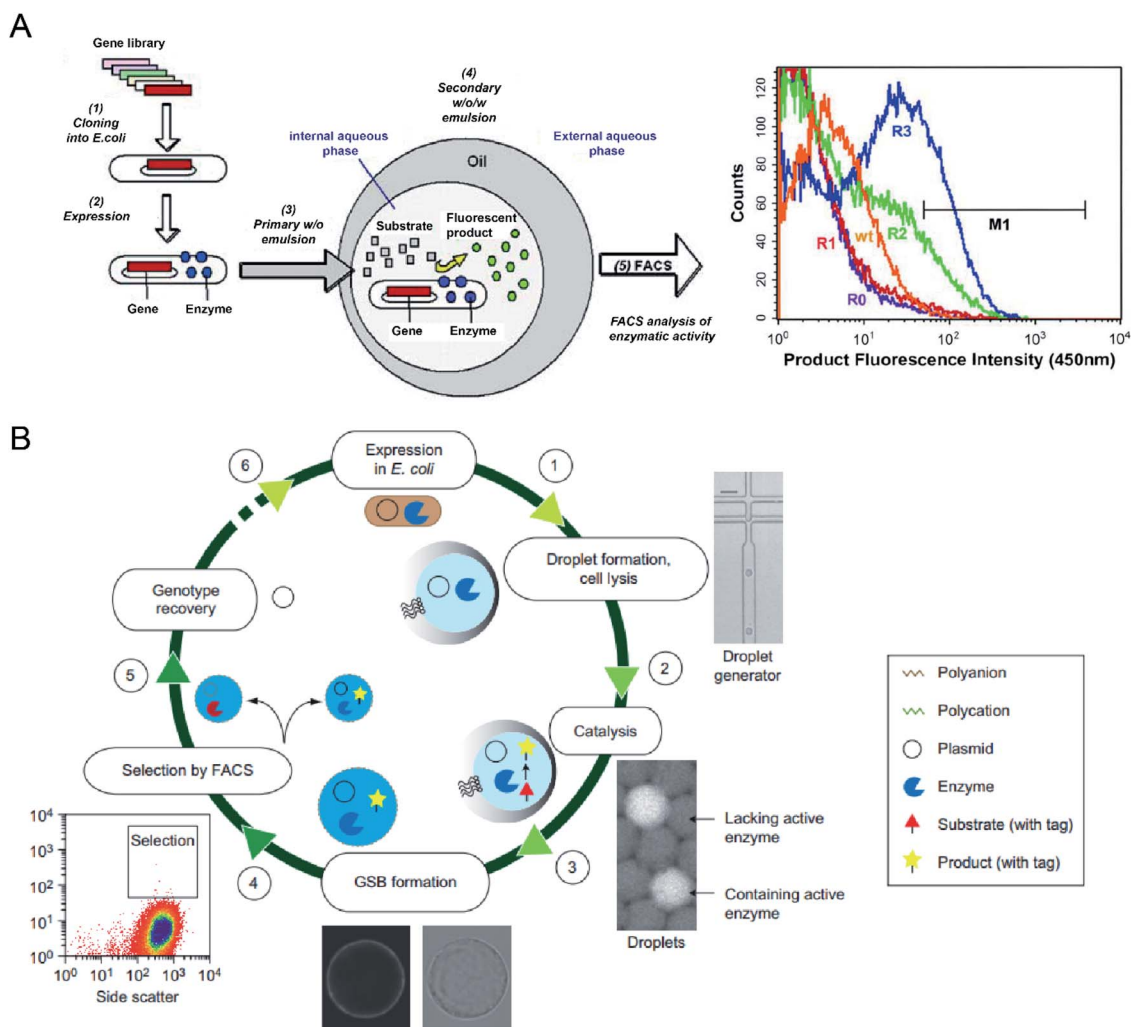 A
Gene library
(1)
Cloning
into E.coli
(2)
Expression
Gene
Enzyme
(3)
Primary w/o
emulsion
(4)
Secondary
w/o/w
emulsion
internal aqueous
phase
Oil
External aqueous
phase
Substrate
Fluorescent
product
Gene
Enzyme
(5) FACS
FACS analysis of
enzymatic activity
Counts
120
100
80
60
40
20
0
R3
M1
R2
wt
R1
R0
10^0
10^1
10^2
10^3
10^4
Product Fluorescence Intensity (450nm)
B
6
Expression
in E. coli
1
Droplet formation,
cell lysis
Droplet
generator
2
Catalysis
Lacking active
enzyme
Containing active
enzyme
Droplets
3
GSB formation
4
Selection by FACS
5
Genotype
recovery
10^4
10^3
10^2
10^1
10^0
Selection
10^0
10^1
10^2
10^3
10^4
Side scatter
Polyanion
Polycation
Plasmid
Enzyme
Substrate (with tag)
Product (with tag)